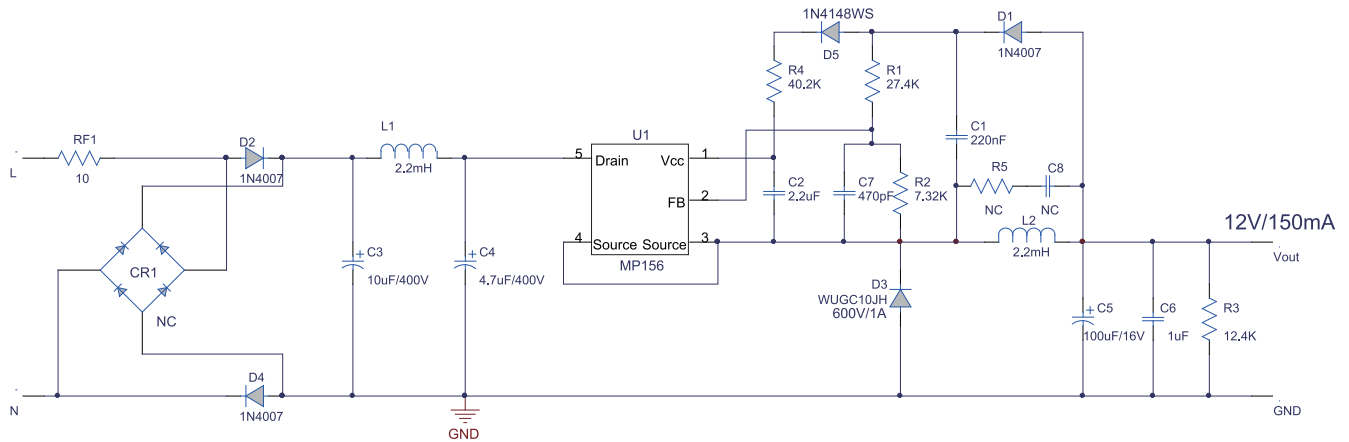 1N4148WS
D5
D1
1N4007
R4
40.2K
R1
27.4K
C1
220nF
L
RF1
10
D2
1N4007
L1
2.2mH
U1
5 Drain Vcc 1
FB 2
4 Source Source 3
MP156
C2
2.2uF
C7
470pF
R2
7.32K
R5
NC
C8
NC
L2
2.2mH
12V/150mA
Vout
CR1
NC
C3
10uF/400V
C4
4.7uF/400V
D3
WUGC10JH
600V/1A
C5
100uF/16V
C6
1uF
R3
12.4K
N
D4
1N4007
GND
GND